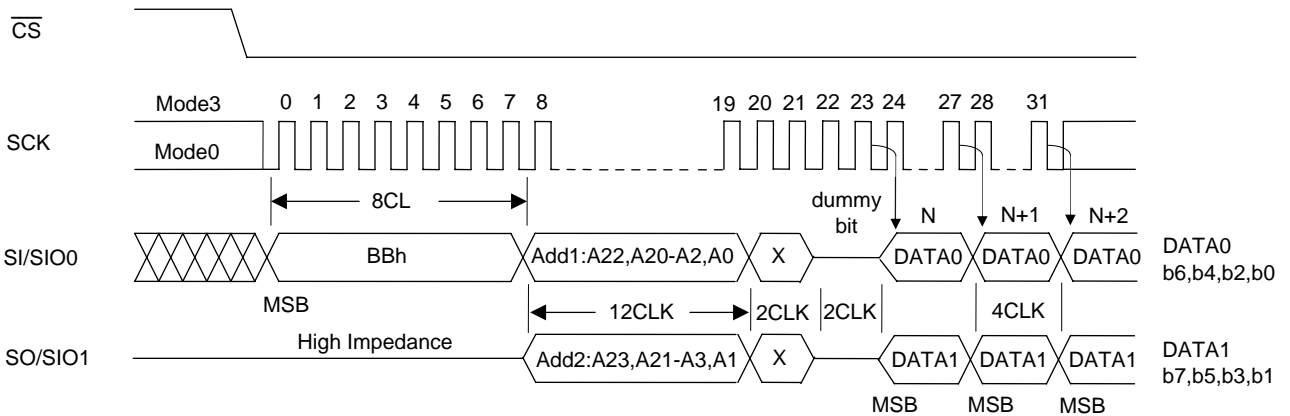 CS
Mode3 0 1 2 3 4 5 6 7 8 19 20 21 22 23 24 27 28 31
SCK
Mode0
8CL
dummy
bit
N N+1 N+2
SI/SIO0 BBh Add1:A22,A20-A2,A0 X DATA0 DATA0 DATA0
DATA0
b6,b4,b2,b0
MSB
12CLK 2CLK 2CLK 4CLK
High Impedance
SO/SIO1 Add2:A23,A21-A3,A1 X DATA1 DATA1 DATA1
DATA1
b7,b5,b3,b1
MSB MSB MSB